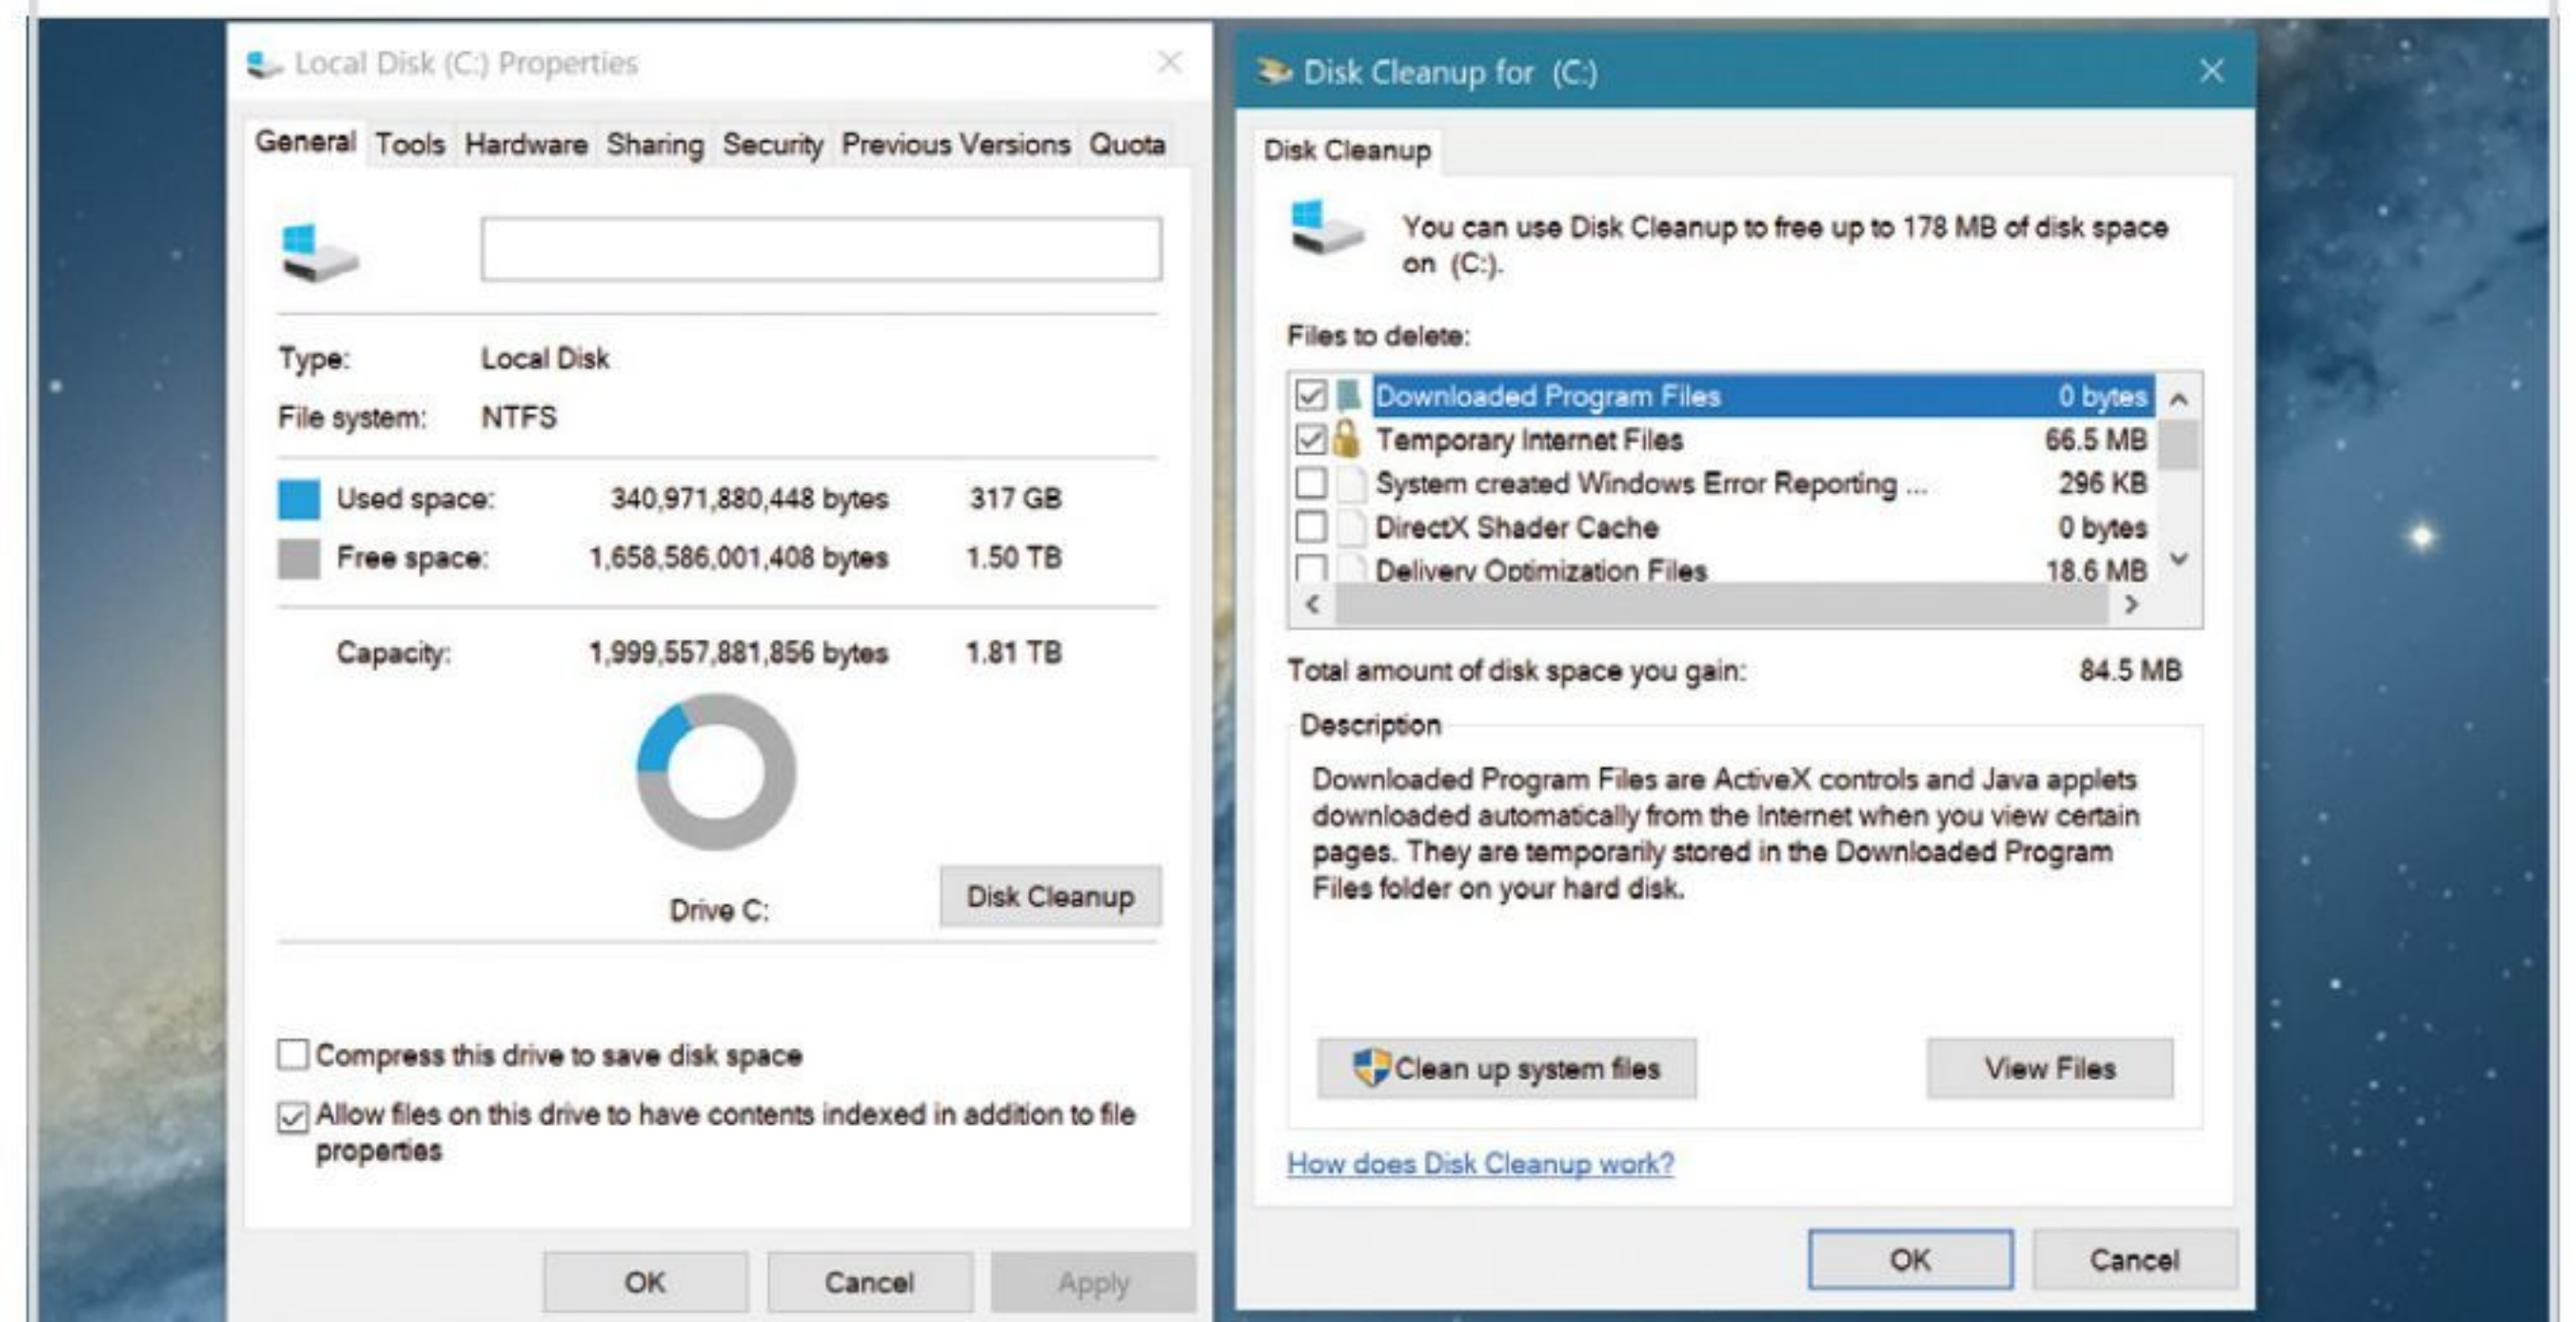 Local Disk (C:) Properties
General Tools Hardware Sharing Security Previous Versions Quota
Type: Local Disk
File system: NTFS
Used space: 340,971,880,448 bytes 317 GB
Free space: 1,658,586,001,408 bytes 1.50 TB
Capacity: 1,999,557,881,856 bytes 1.81 TB
Drive C:
Disk Cleanup
Compress this drive to save disk space
Allow files on this drive to have contents indexed in addition to file
properties
OK Cancel Apply
Disk Cleanup for (C:)
Disk Cleanup
You can use Disk Cleanup to free up to 178 MB of disk space
on (C:).
Files to delete:
Downloaded Program Files 0 bytes
Temporary Internet Files 66.5 MB
System created Windows Error Reporting ... 296 KB
DirectX Shader Cache 0 bytes
Delivery Optimization Files 18.6 MB
Total amount of disk space you gain: 84.5 MB
Description
Downloaded Program Files are ActiveX controls and Java applets
downloaded automatically from the Internet when you view certain
pages. They are temporarily stored in the Downloaded Program
Files folder on your hard disk.
Clean up system files View Files
How does Disk Cleanup work?
OK Cancel